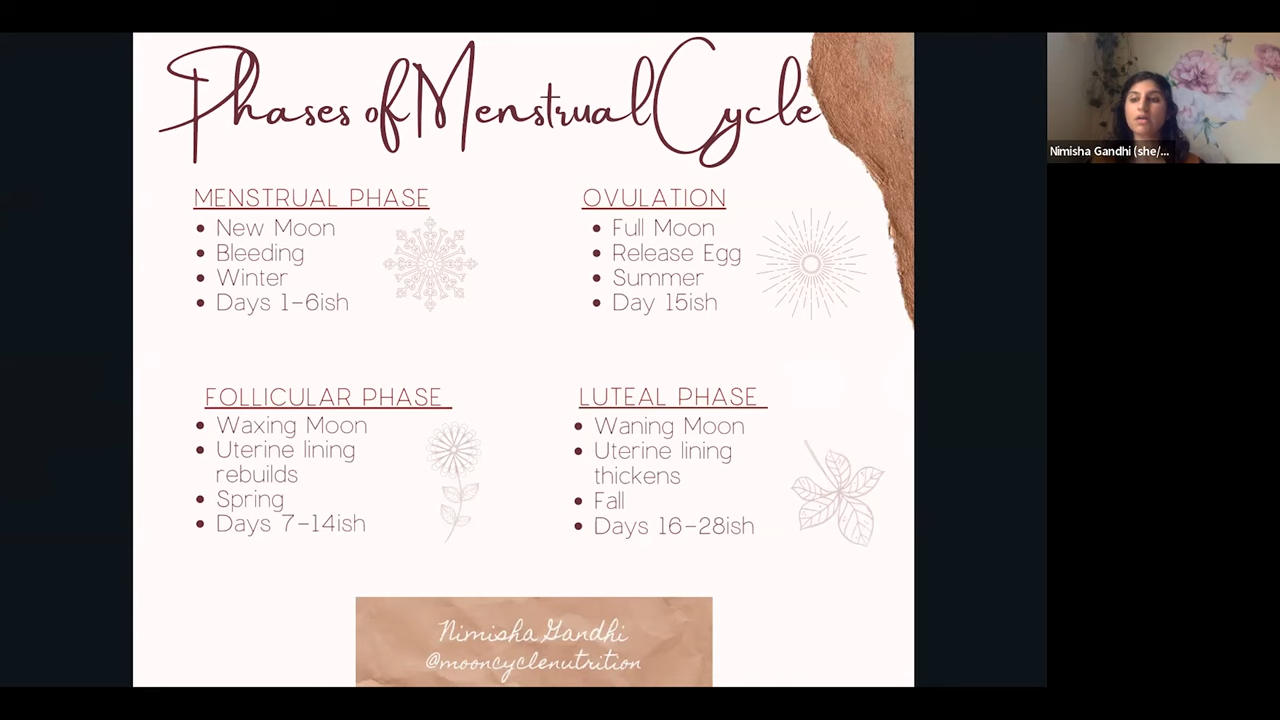 Phases of Menstrual Cycle
MENSTRUAL PHASE
• New Moon
• Bleeding
• Winter
• Days 1-6ish
OVULATION
• Full Moon
• Release Egg
• Summer
• Day 15ish
FOLLICULAR PHASE
• Waxing Moon
• Uterine lining
rebuilds
• Spring
• Days 7-14ish
LUTEAL PHASE
• Waning Moon
• Uterine lining
thickens
• Fall
• Days 16-28ish
Nimisha Gandhi
@mooncyclenutrition
Nimisha Gandhi (she/...